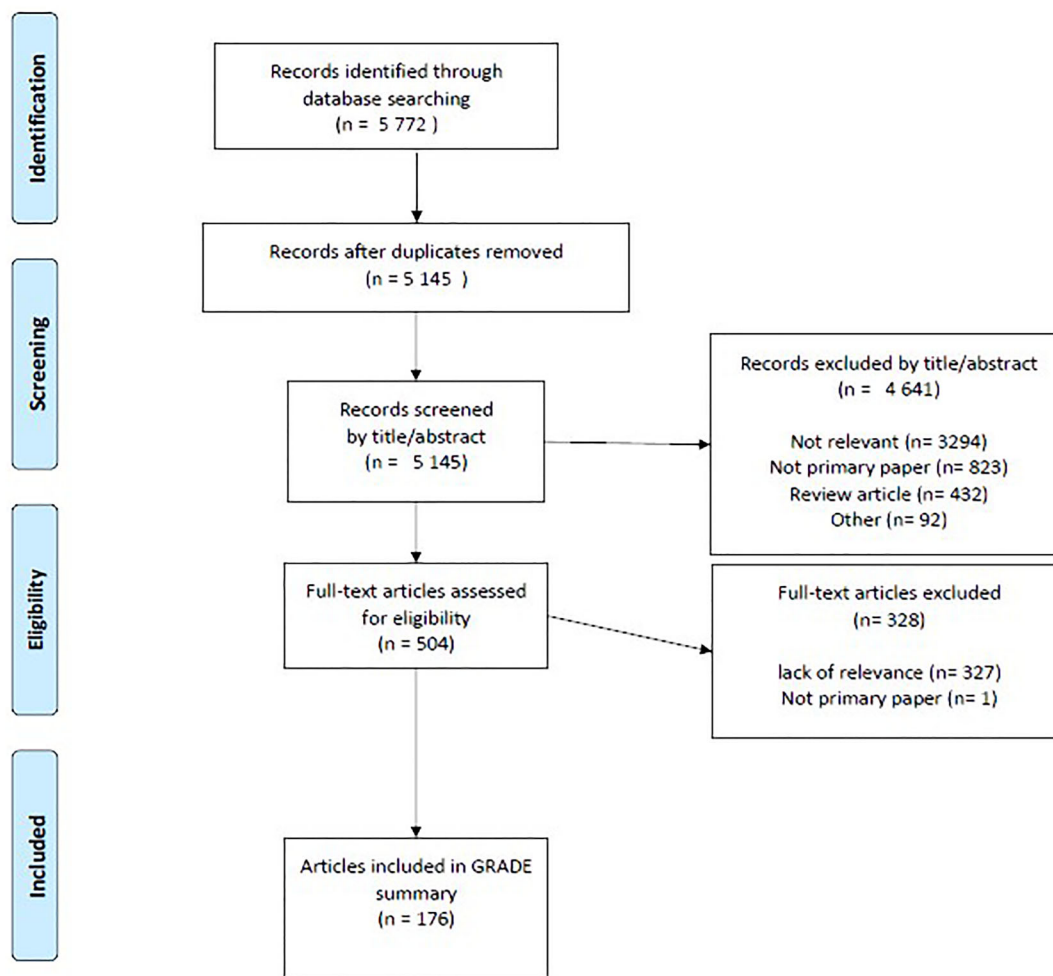 Identification
Records identified through
database searching
(n = 5 772 )
Records after duplicates removed
(n = 5 145 )
Screening
Records screened
by title/abstract
(n = 5 145)
Records excluded by title/abstract
(n = 4 641)
Not relevant (n= 3294)
Not primary paper (n= 823)
Review article (n= 432)
Other (n= 92)
Eligibility
Full-text articles assessed
for eligibility
(n = 504)
Full-text articles excluded
(n= 328)
lack of relevance (n= 327)
Not primary paper (n= 1)
Included
Articles included in GRADE
summary
(n = 176)